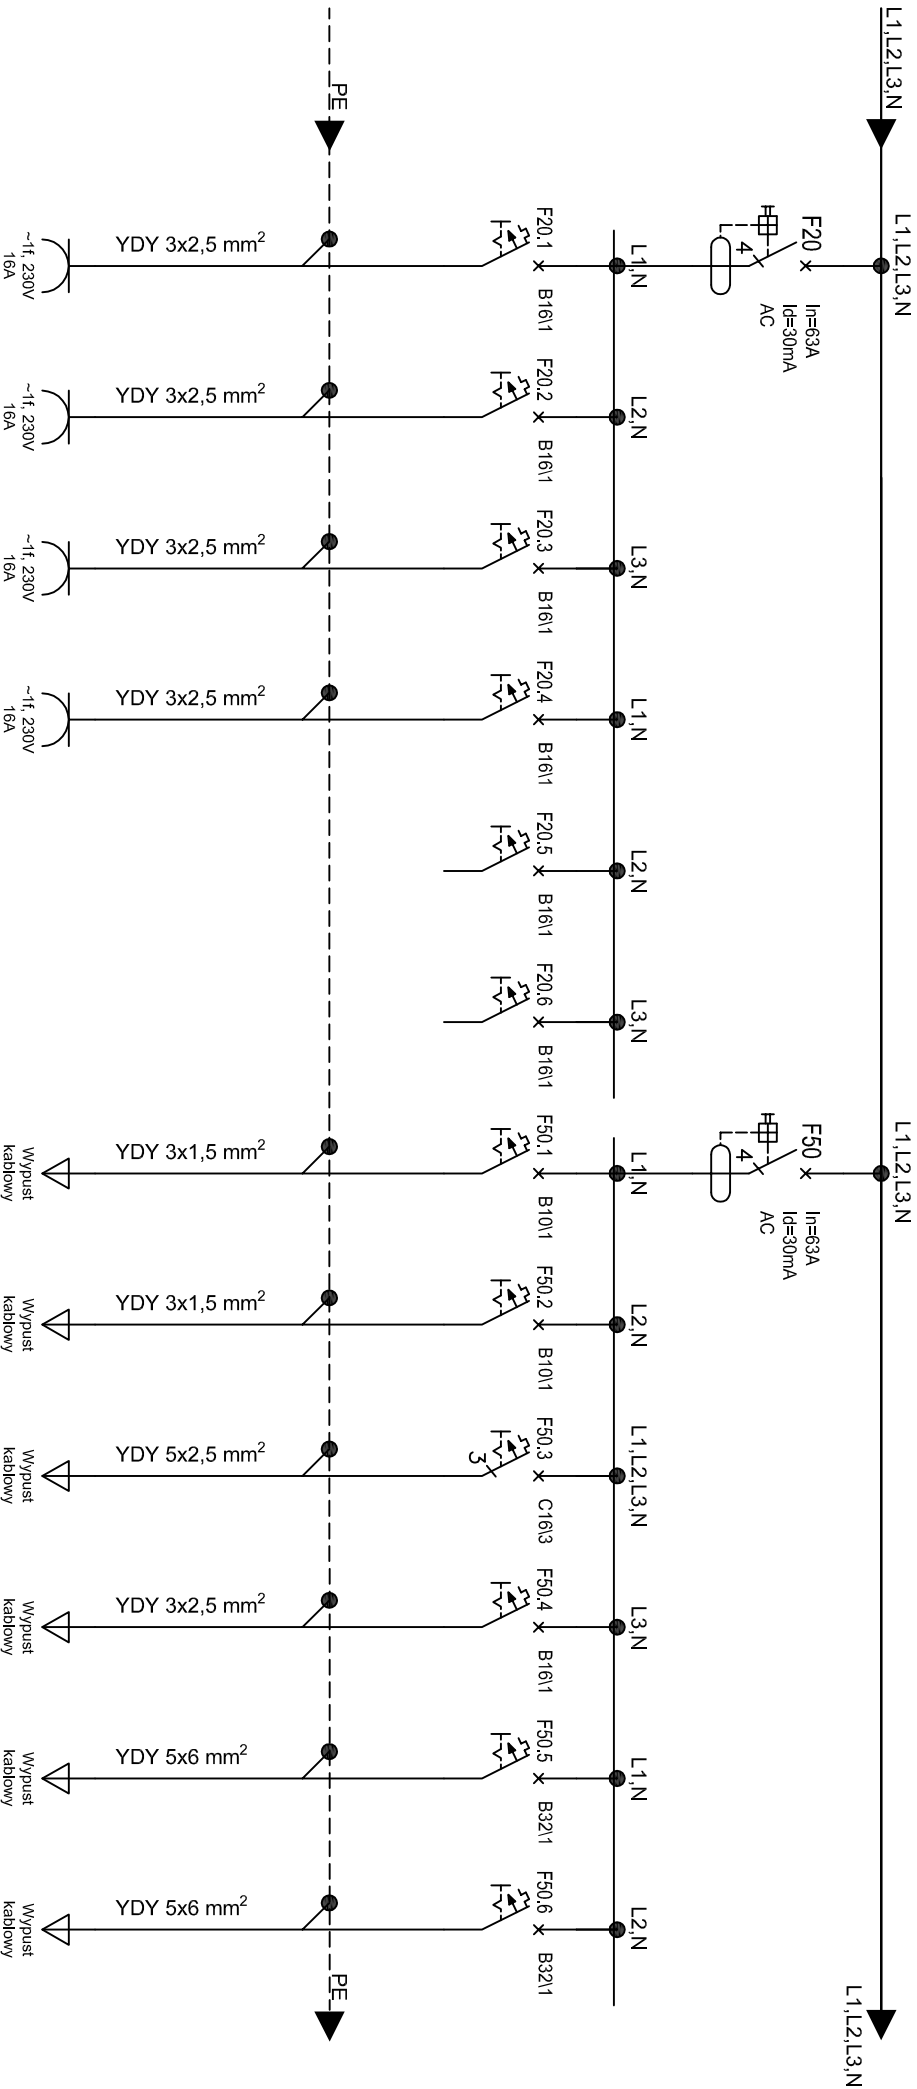 L1,L2,L3,N
L1,L2,L3,N
L1,L2,L3,N
L1,L2,L3,N
F20
In=63A
Id=30mA
AC
4
F50
In=63A
Id=30mA
AC
4
L1,N
L2,N
L3,N
L1,N
L2,N
L3,N
L1,N
L2,N
L1,L2,L3,N
L3,N
L1,N
L2,N
F20.1
B16\1
F20.2
B16\1
F20.3
B16\1
F20.4
B16\1
F20.5
B16\1
F20.6
B16\1
F50.1
B10\1
F50.2
B10\1
F50.3
C16\3
3
F50.4
B16\1
F50.5
B32\1
F50.6
B32\1
PE
PE
YDY 3x2,5 mm²
YDY 3x2,5 mm²
YDY 3x2,5 mm²
YDY 3x2,5 mm²
YDY 3x1,5 mm²
YDY 3x1,5 mm²
YDY 5x2,5 mm²
YDY 3x2,5 mm²
YDY 5x6 mm²
YDY 5x6 mm²
~1f, 230V
16A
~1f, 230V
16A
~1f, 230V
16A
~1f, 230V
16A
Wypust
kablowy
Wypust
kablowy
Wypust
kablowy
Wypust
kablowy
Wypust
kablowy
Wypust
kablowy